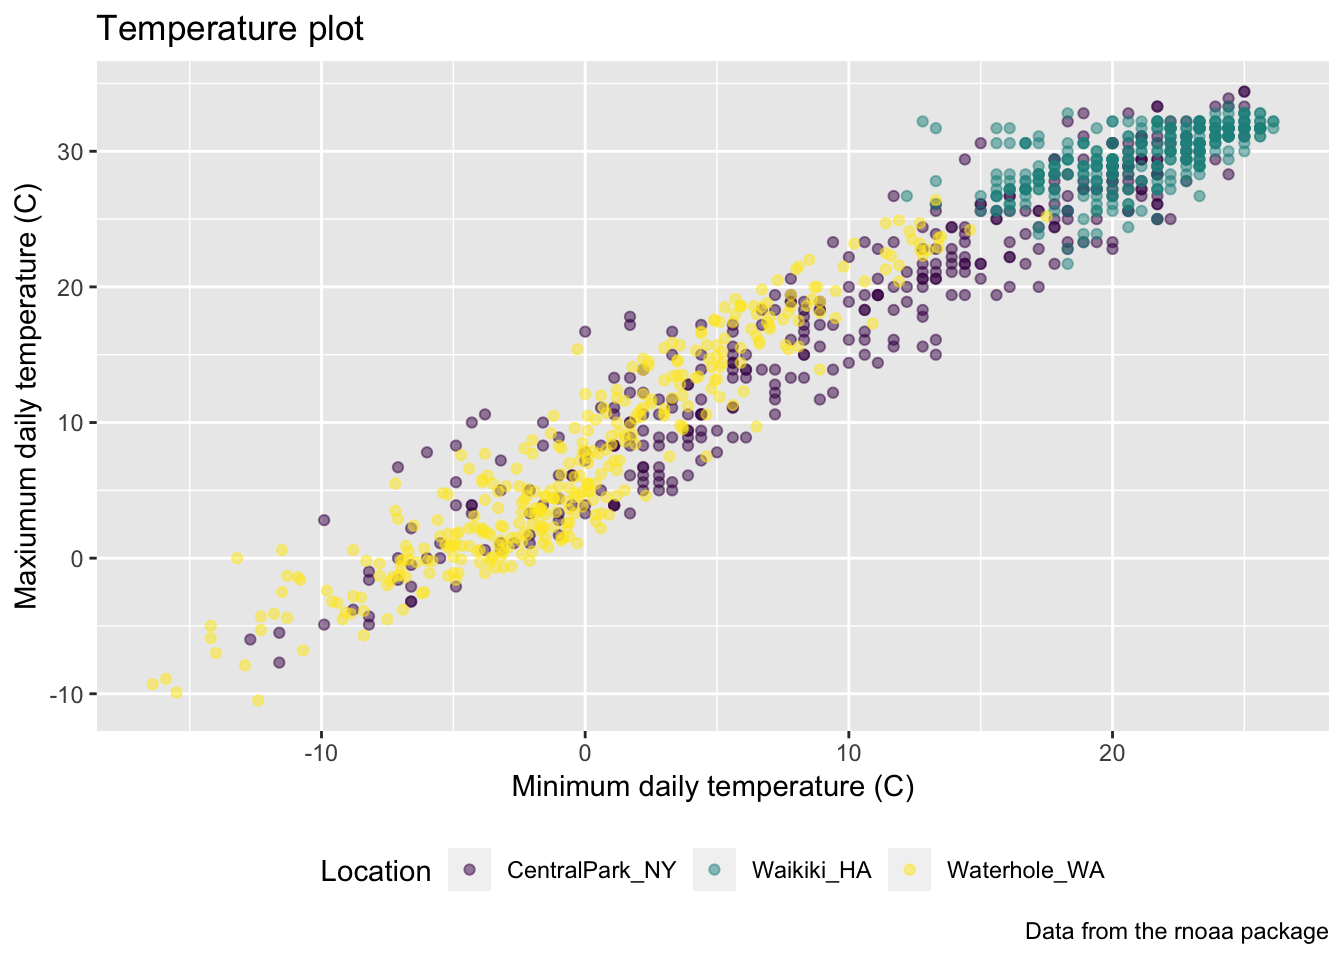 Temperature plot
Maxiumum daily temperature (C)
30
20
10
0
-10
-10 0 10 20
Minimum daily temperature (C)
Location CentralPark_NY Waikiki_HA Waterhole_WA
Data from the rnoaa package